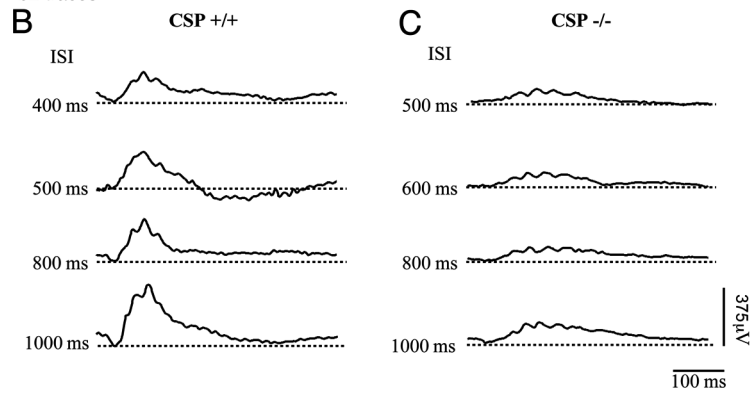 B
CSP +/+
ISI
400 ms
500 ms
800 ms
1000 ms
C
CSP -/-
ISI
500 ms
600 ms
800 ms
1000 ms
375μV
100 ms